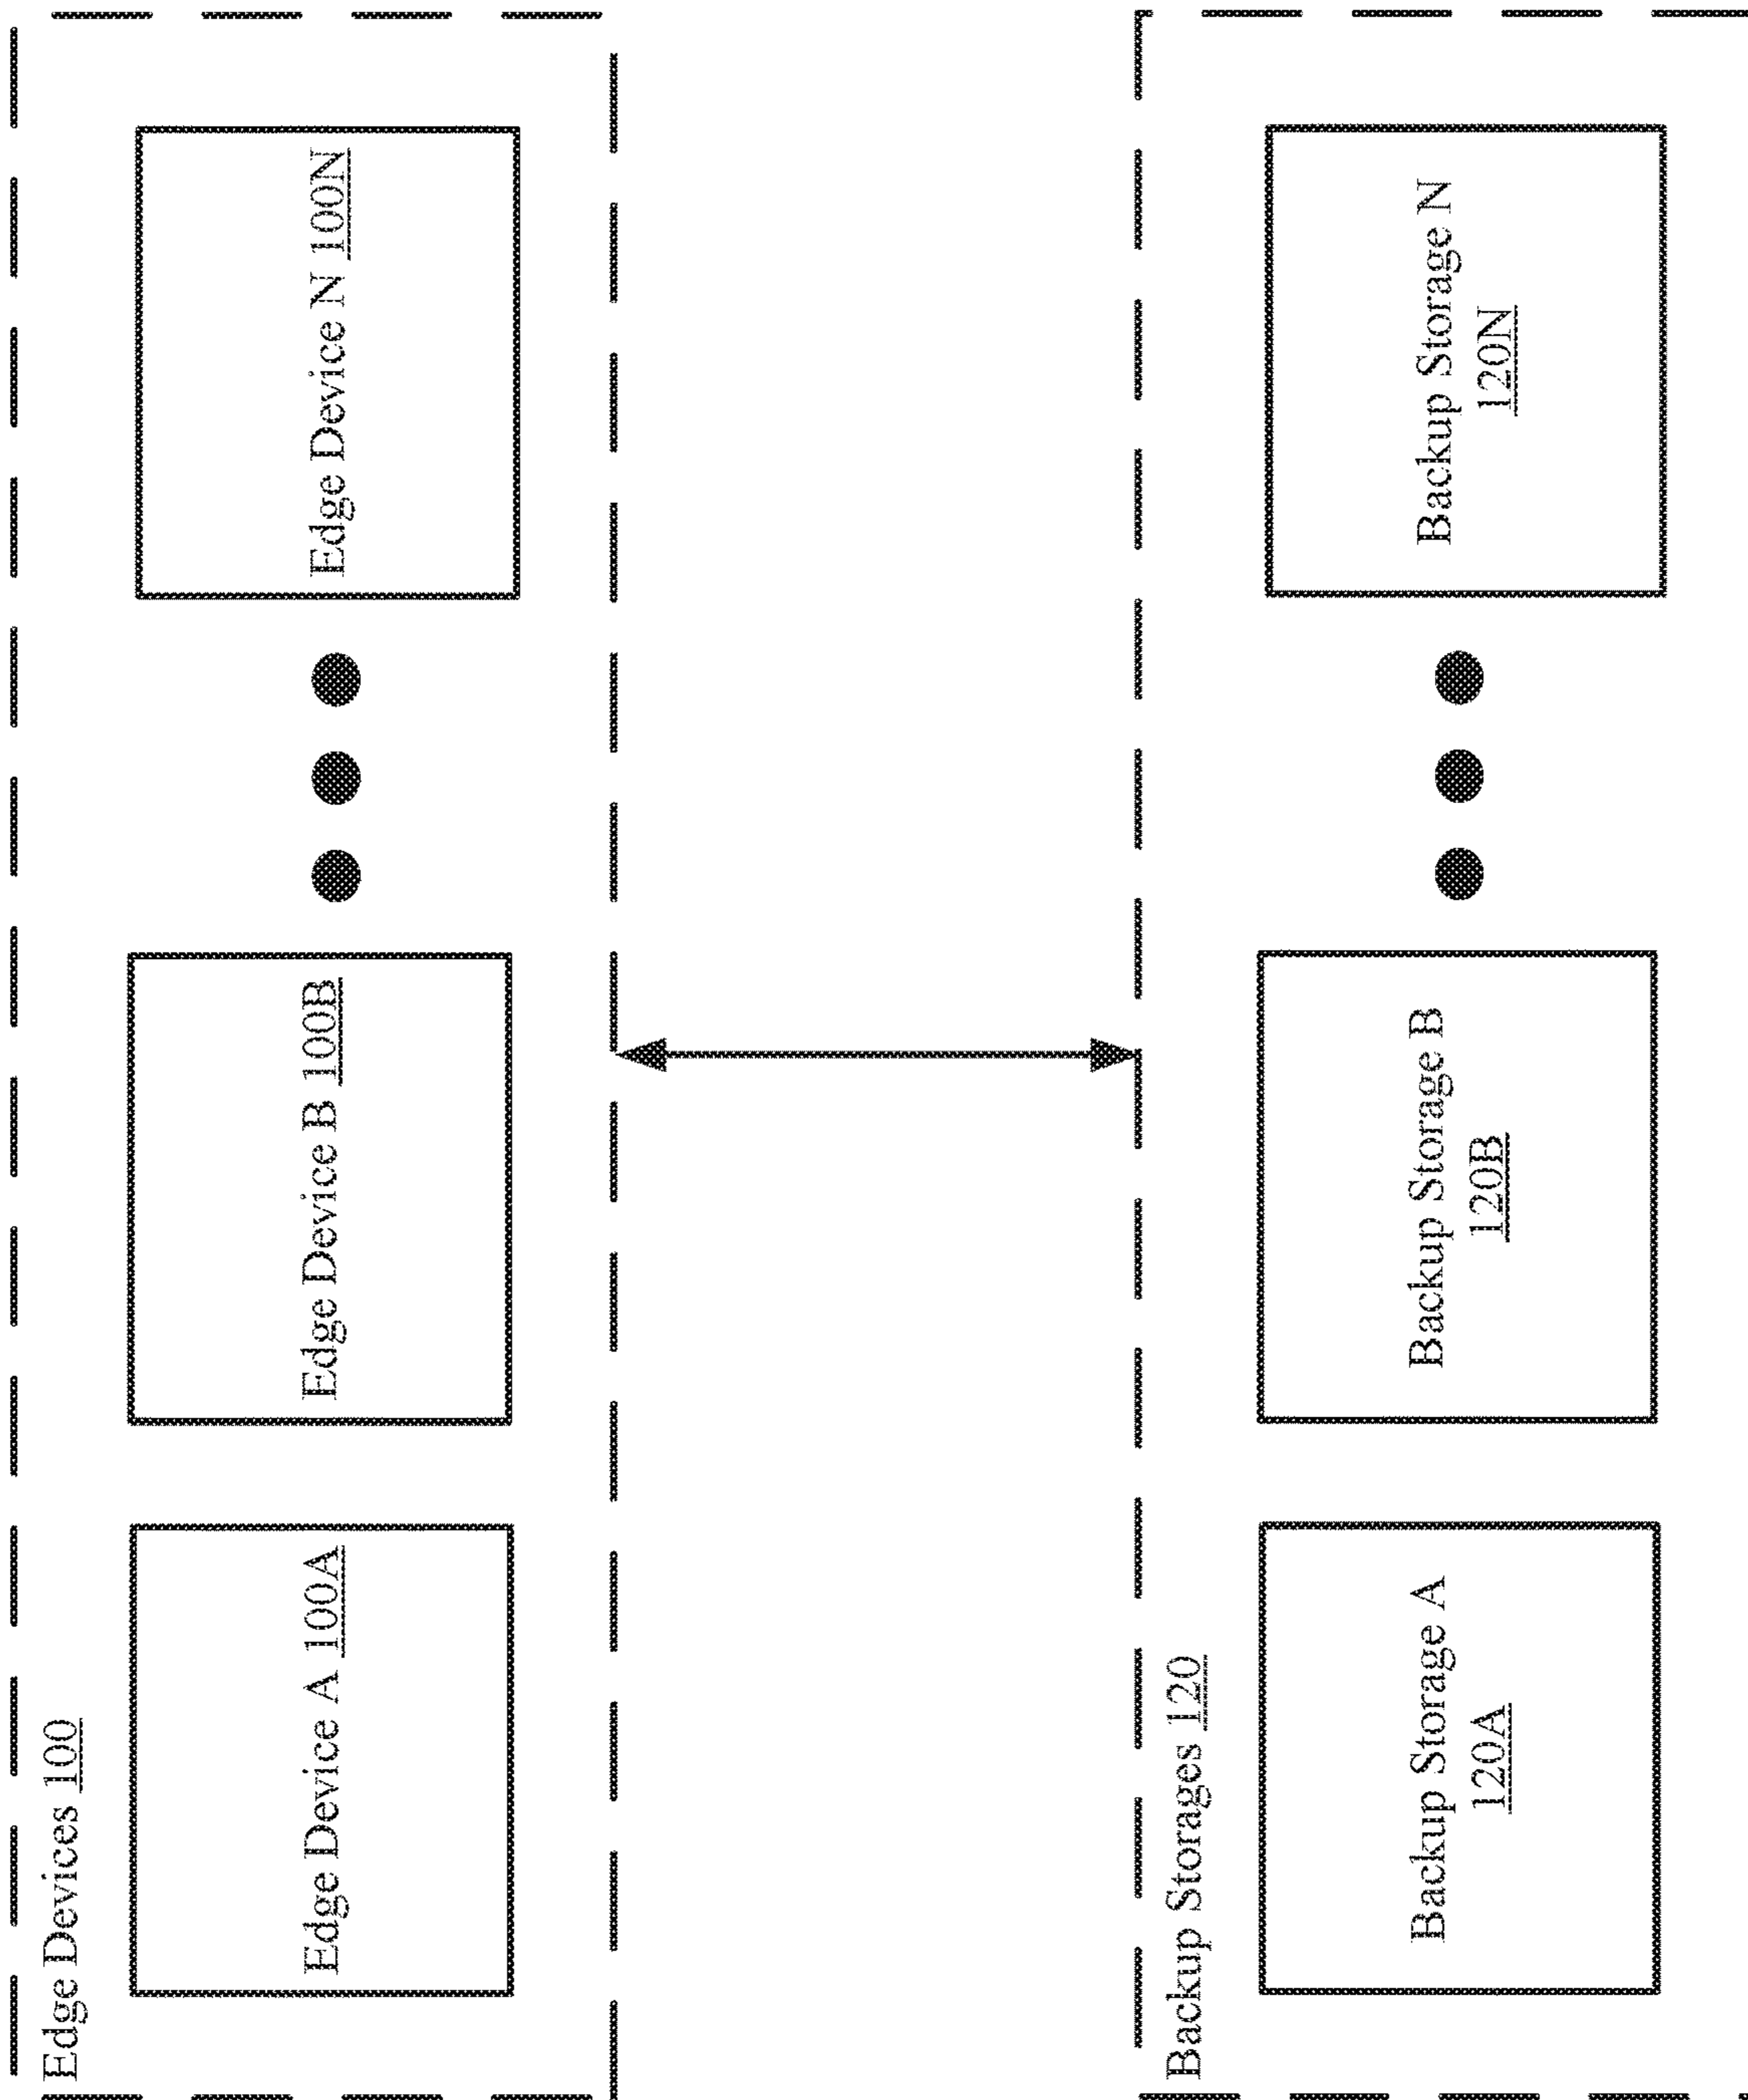 Edge Devices 100
Edge Device A 100A
Edge Device B 100B
Edge Device N 100N
Backup Storages 120
Backup Storage A
120A
Backup Storage B
120B
Backup Storage N
120N